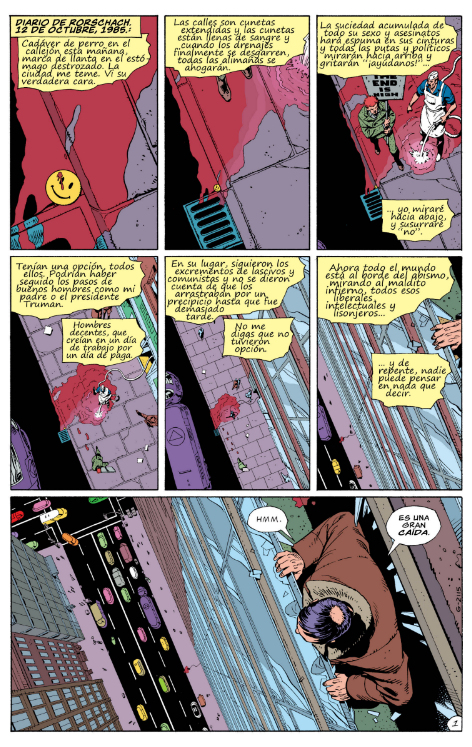 DIARIO DE RORSCHACH.
12 DE OCTUBRE, 1985.:
Cadáver de perro en el
callejón esta mañana,
marca de llanta en el estó
mago destrozado. La
ciudad me teme. Vi su
verdadera cara.
Las calles son cunetas
extendidas y las cunetas
están llenas de sangre y
cuando los drenajes
finalmente se desgarren,
todas las alimañas se
ahogarán.
La suciedad acumulada de
todo su sexo y asesinatos
hará espuma en sus cinturas
y todas las putas y políticos
mirarán hacia arriba y
gritarán "¡ayúdanos!"...
THE
END
IS
NIGH
... yo miraré
hacia abajo,
y susurraré
"no".
Tenían una opción, todos
ellos. Podrían haber
seguido los pasos de
buenos hombres como mi
padre o el presidente
Truman.
Hombres
decentes, que
creían en un día
de trabajo por
un día de paga.
En su lugar, siguieron los
excrementos de lascivos y
comunistas y no se dieron
cuenta de que los
arrastraban por un
precipicio hasta que fue
demasiado
tarde.
No me
digas que no
tuvieron
opción.
Ahora todo el mundo
está al borde del abismo,
mirando al maldito
infierno, todos esos
liberales,
intelectuales y
lisonjeros...
... y de
repente, nadie
puede pensar
en nada que
decir.
HMM.
ES UNA
GRAN
CAÍDA.
1